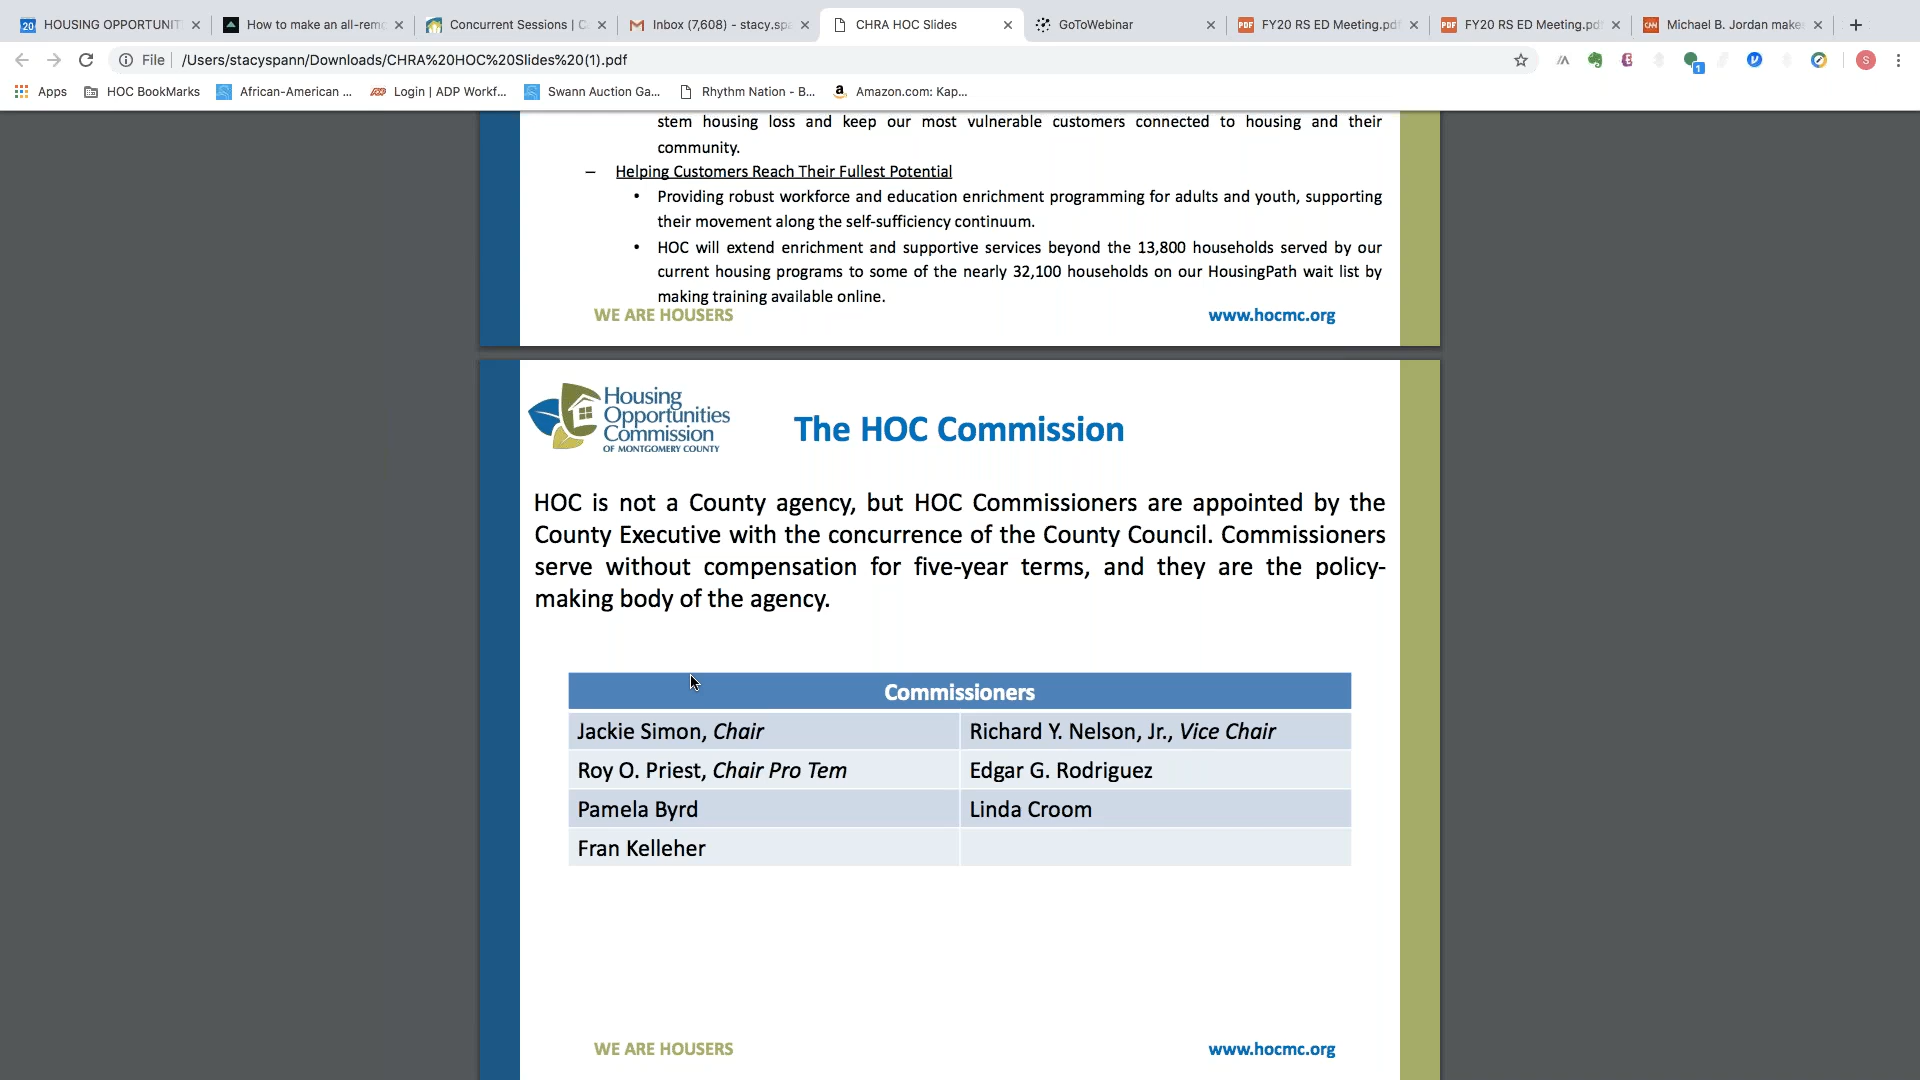 HOUSING OPPORTUNIT
How to make an all-remo
Concurrent Sessions | C
Inbox (7,608) - stacy.spa
CHRA HOC Slides
GoToWebinar
FY20 RS ED Meeting.pdf
FY20 RS ED Meeting.pdf
Michael B. Jordan make
File
/Users/stacyspann/Downloads/CHRA%20HOC%20Slides%20(1).pdf
Apps
HOC BookMarks
African-American ...
Login | ADP Workf...
Swann Auction Ga...
Rhythm Nation - B...
Amazon.com: Kap...
stem housing loss and keep our most vulnerable customers connected to housing and their
community.
– Helping Customers Reach Their Fullest Potential
• Providing robust workforce and education enrichment programming for adults and youth, supporting
their movement along the self-sufficiency continuum.
• HOC will extend enrichment and supportive services beyond the 13,800 households served by our
current housing programs to some of the nearly 32,100 households on our HousingPath wait list by
making training available online.
WE ARE HOUSERS
www.hocmc.org
Housing
Opportunities
Commission
OF MONTGOMERY COUNTY
The HOC Commission
HOC is not a County agency, but HOC Commissioners are appointed by the
County Executive with the concurrence of the County Council. Commissioners
serve without compensation for five-year terms, and they are the policy-
making body of the agency.
Commissioners
Jackie Simon, Chair
Richard Y. Nelson, Jr., Vice Chair
Roy O. Priest, Chair Pro Tem
Edgar G. Rodriguez
Pamela Byrd
Linda Croom
Fran Kelleher
WE ARE HOUSERS
www.hocmc.org